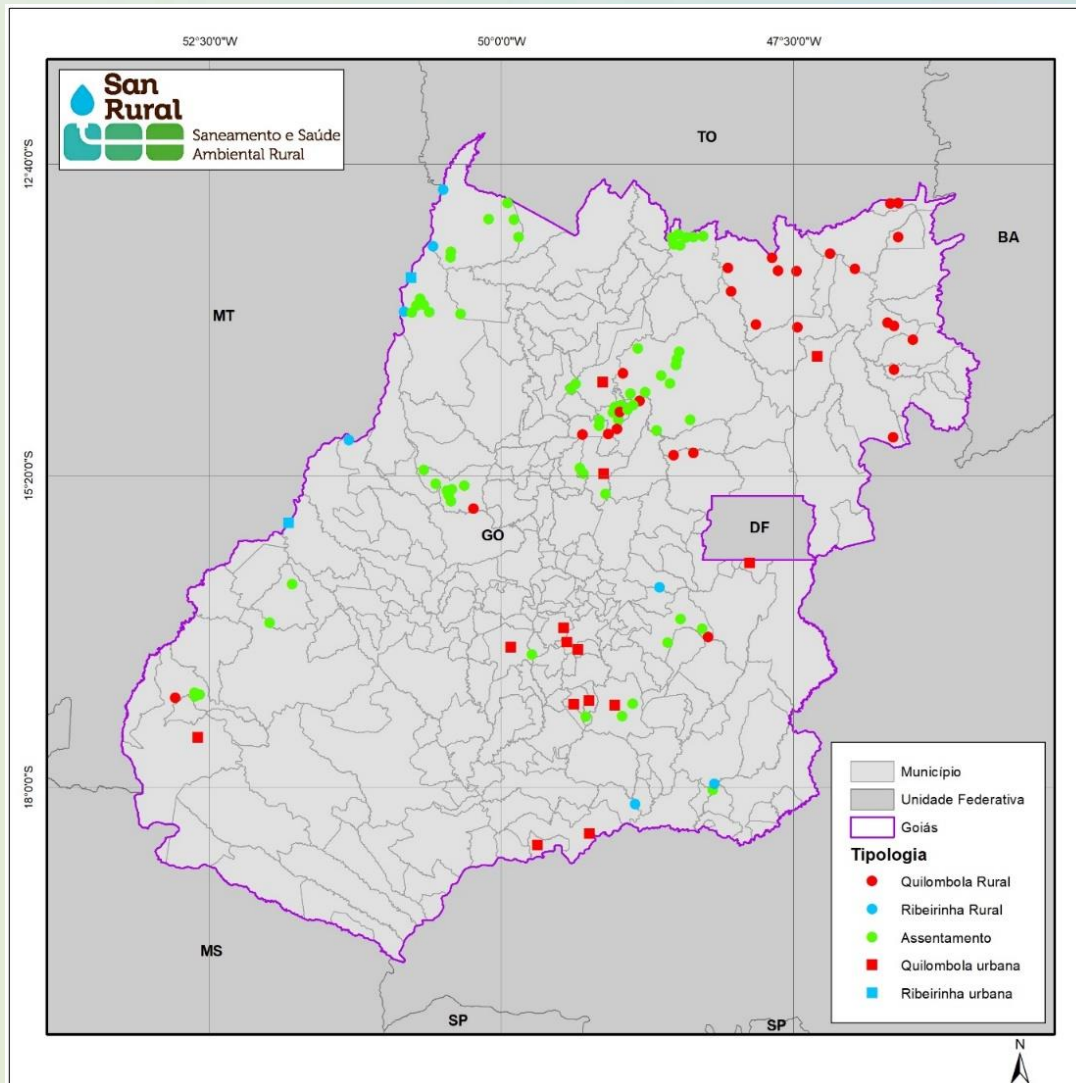 52°30'0"W
50°0'0"W
47°30'0"W
San
Rural
Saneamento e Saúde
Ambiental Rural
TO
12°40'0"S
BA
MT
15°20'0"S
DF
GO
18°0'0"S
MS
SP
SP
Município
Unidade Federativa
Goiás
Tipologia
Quilombola Rural
Ribeirinha Rural
Assentamento
Quilombola urbana
Ribeirinha urbana
N